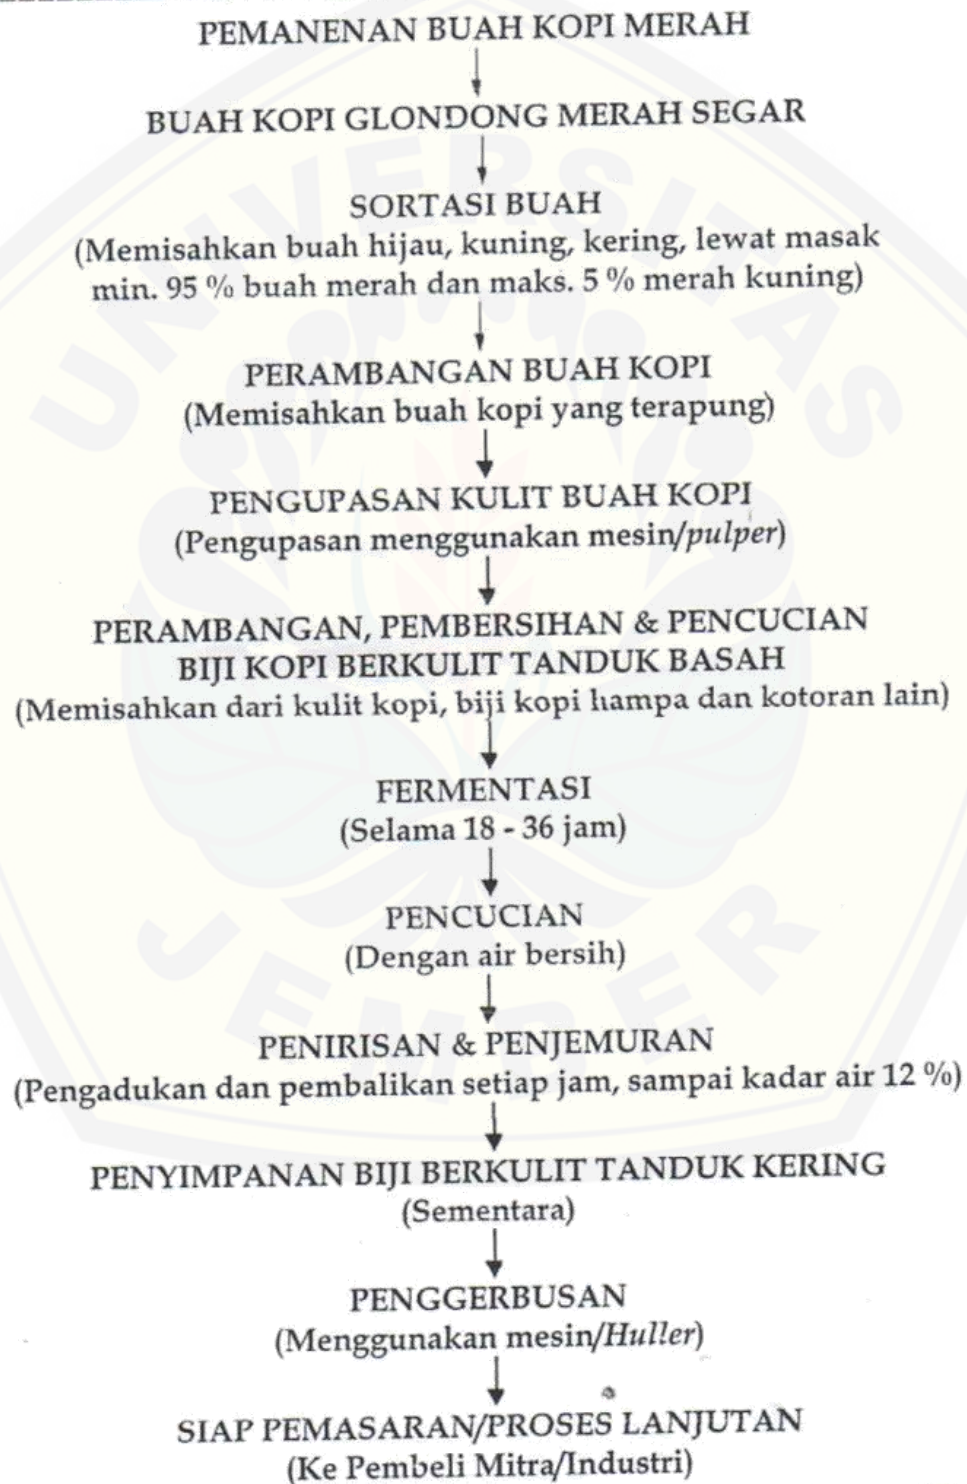 PEMANENAN BUAH KOPI MERAH
BUAH KOPI GLONDONG MERAH SEGAR
SORTASI BUAH
(Memisahkan buah hijau, kuning, kering, lewat masak
min. 95 % buah merah dan maks. 5 % merah kuning)
PERAMBANGAN BUAH KOPI
(Memisahkan buah kopi yang terapung)
PENGUPASAN KULIT BUAH KOPI
(Pengupasan menggunakan mesin/pulper)
PERAMBANGAN, PEMBERSIHAN & PENCUCIAN
BIJI KOPI BERKULIT TANDUK BASAH
(Memisahkan dari kulit kopi, biji kopi hampa dan kotoran lain)
FERMENTASI
(Selama 18 - 36 jam)
PENCUCIAN
(Dengan air bersih)
PENIRISAN & PENJEMURAN
(Pengadukan dan pembalikan setiap jam, sampai kadar air 12 %)
PENYIMPANAN BIJI BERKULIT TANDUK KERING
(Sementara)
PENGGERBUSAN
(Menggunakan mesin/Huller)
SIAP PEMASARAN/PROSES LANJUTAN
(Ke Pembeli Mitra/Industri)
UNIVERSITAS
JEMBER